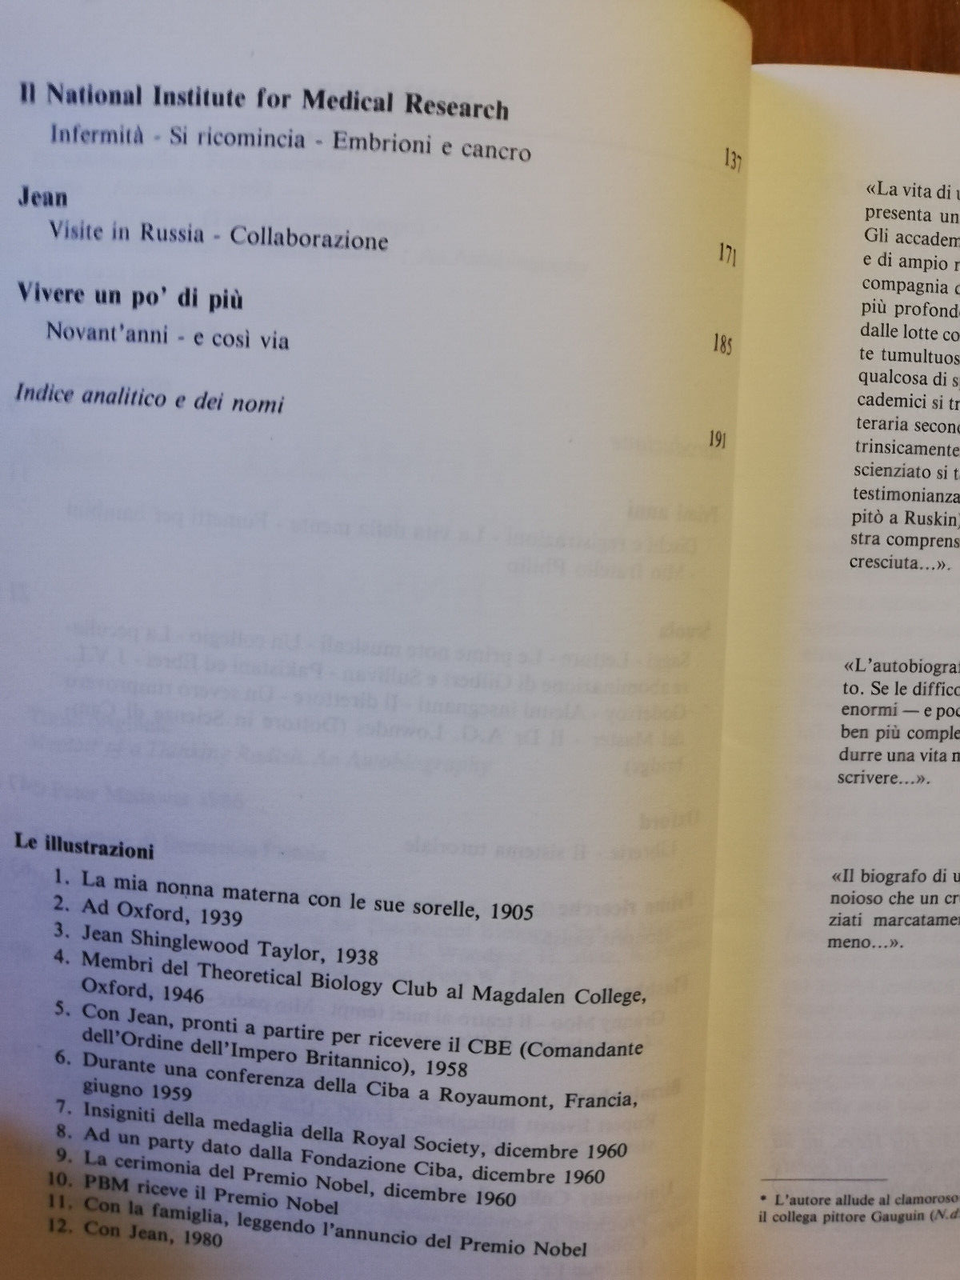 Il National Institute for Medical Research
Infermità - Si ricomincia - Embrioni e cancro 137
Jean
Visite in Russia - Collaborazione 171
Vivere un po' di più
Novant'anni - e così via 185
Indice analitico e dei nomi 191
Le illustrazioni
1. La mia nonna materna con le sue sorelle, 1905
2. Ad Oxford, 1939
3. Jean Shinglewood Taylor, 1938
4. Membri del Theoretical Biology Club al Magdalen College,
Oxford, 1946
5. Con Jean, pronti a partire per ricevere il CBE (Comandante
dell'Ordine dell'Impero Britannico), 1958
6. Durante una conferenza della Ciba a Royaumont, Francia,
giugno 1959
7. Insigniti della medaglia della Royal Society, dicembre 1960
8. Ad un party dato dalla Fondazione Ciba, dicembre 1960
9. La cerimonia del Premio Nobel, dicembre 1960
10. PBM riceve il Premio Nobel
11. Con la famiglia, leggendo l'annuncio del Premio Nobel
12. Con Jean, 1980
«La vita di
presenta un
Gli accadem
e di ampio
compagnia
più profond
dalle lotte co
te tumultuos
qualcosa di s
cademici si tr
teraria secon
trinsicamente
scienziato si t
testimonianza
pitò a Ruskin
stra comprens
cresciuta...».
«L'autobiograf
to. Se le diffico
enormi — e poc
ben più comple
durre una vita
scrivere...».
«Il biografo di u
noioso che un cr
ziati marcatame
meno...».
* L'autore allude al clamoroso
il collega pittore Gauguin (N.d.